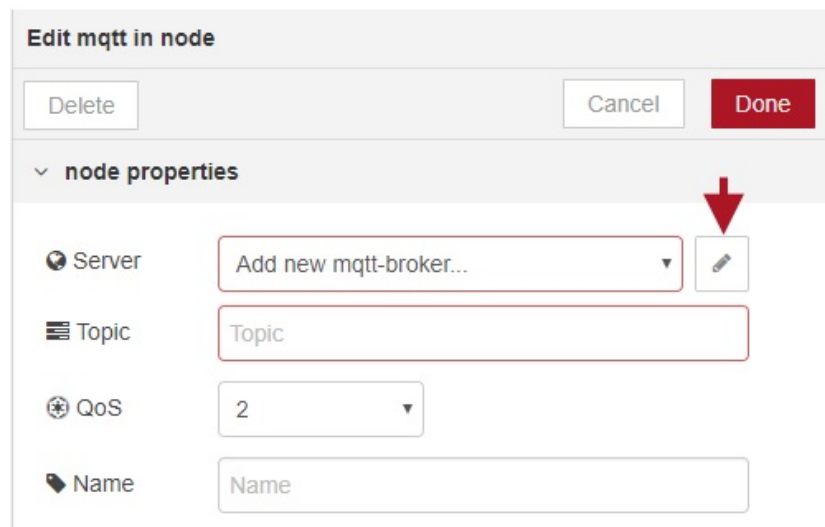 Edit mqtt in node
Delete Cancel Done
node properties
Server Add new mqtt-broker...
Topic Topic
QoS 2
Name Name